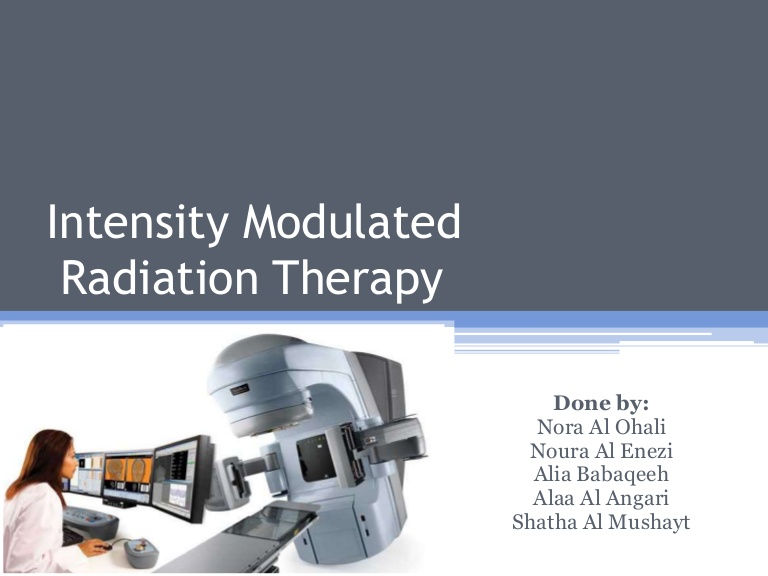 Intensity Modulated
Radiation Therapy
Done by:
Nora Al Ohali
Noura Al Enezi
Alia Babaqeeh
Alaa Al Angari
Shatha Al Mushayt